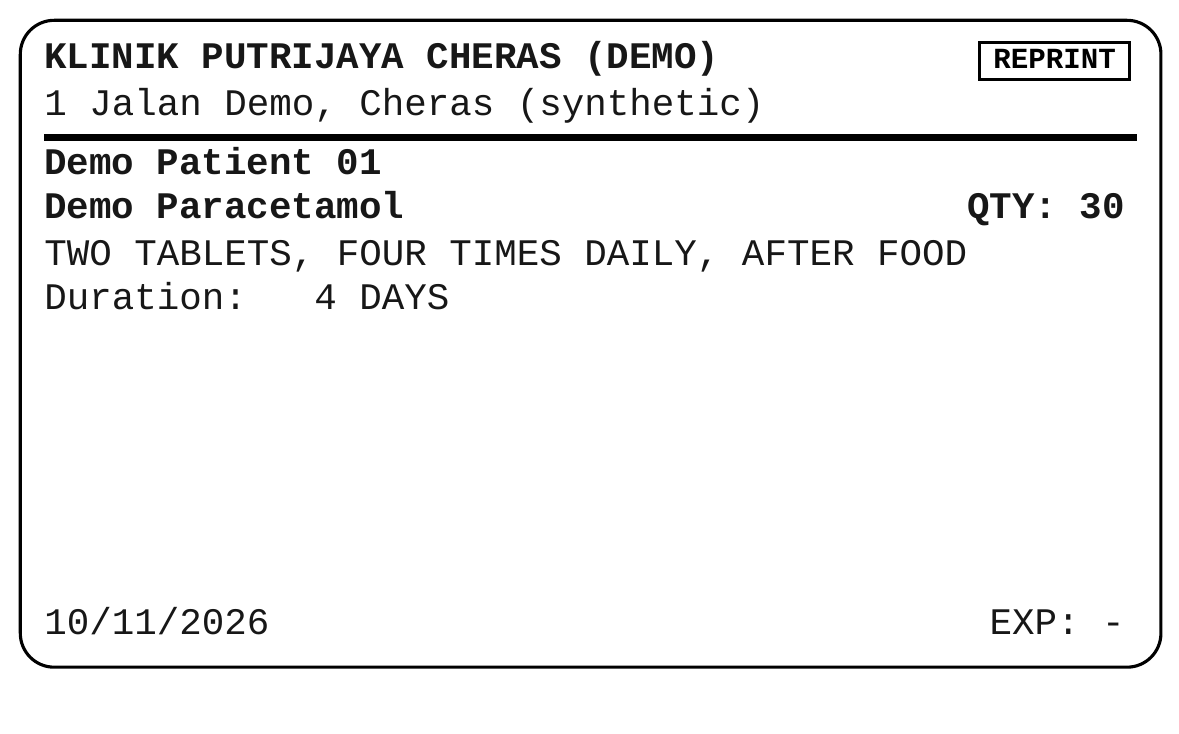 KLINIK PUTRIJAYA CHERAS (DEMO) REPRINT
1 Jalan Demo, Cheras (synthetic)
Demo Patient 01
Demo Paracetamol QTY: 30
TWO TABLETS, FOUR TIMES DAILY, AFTER FOOD
Duration: 4 DAYS
10/11/2026 EXP: -